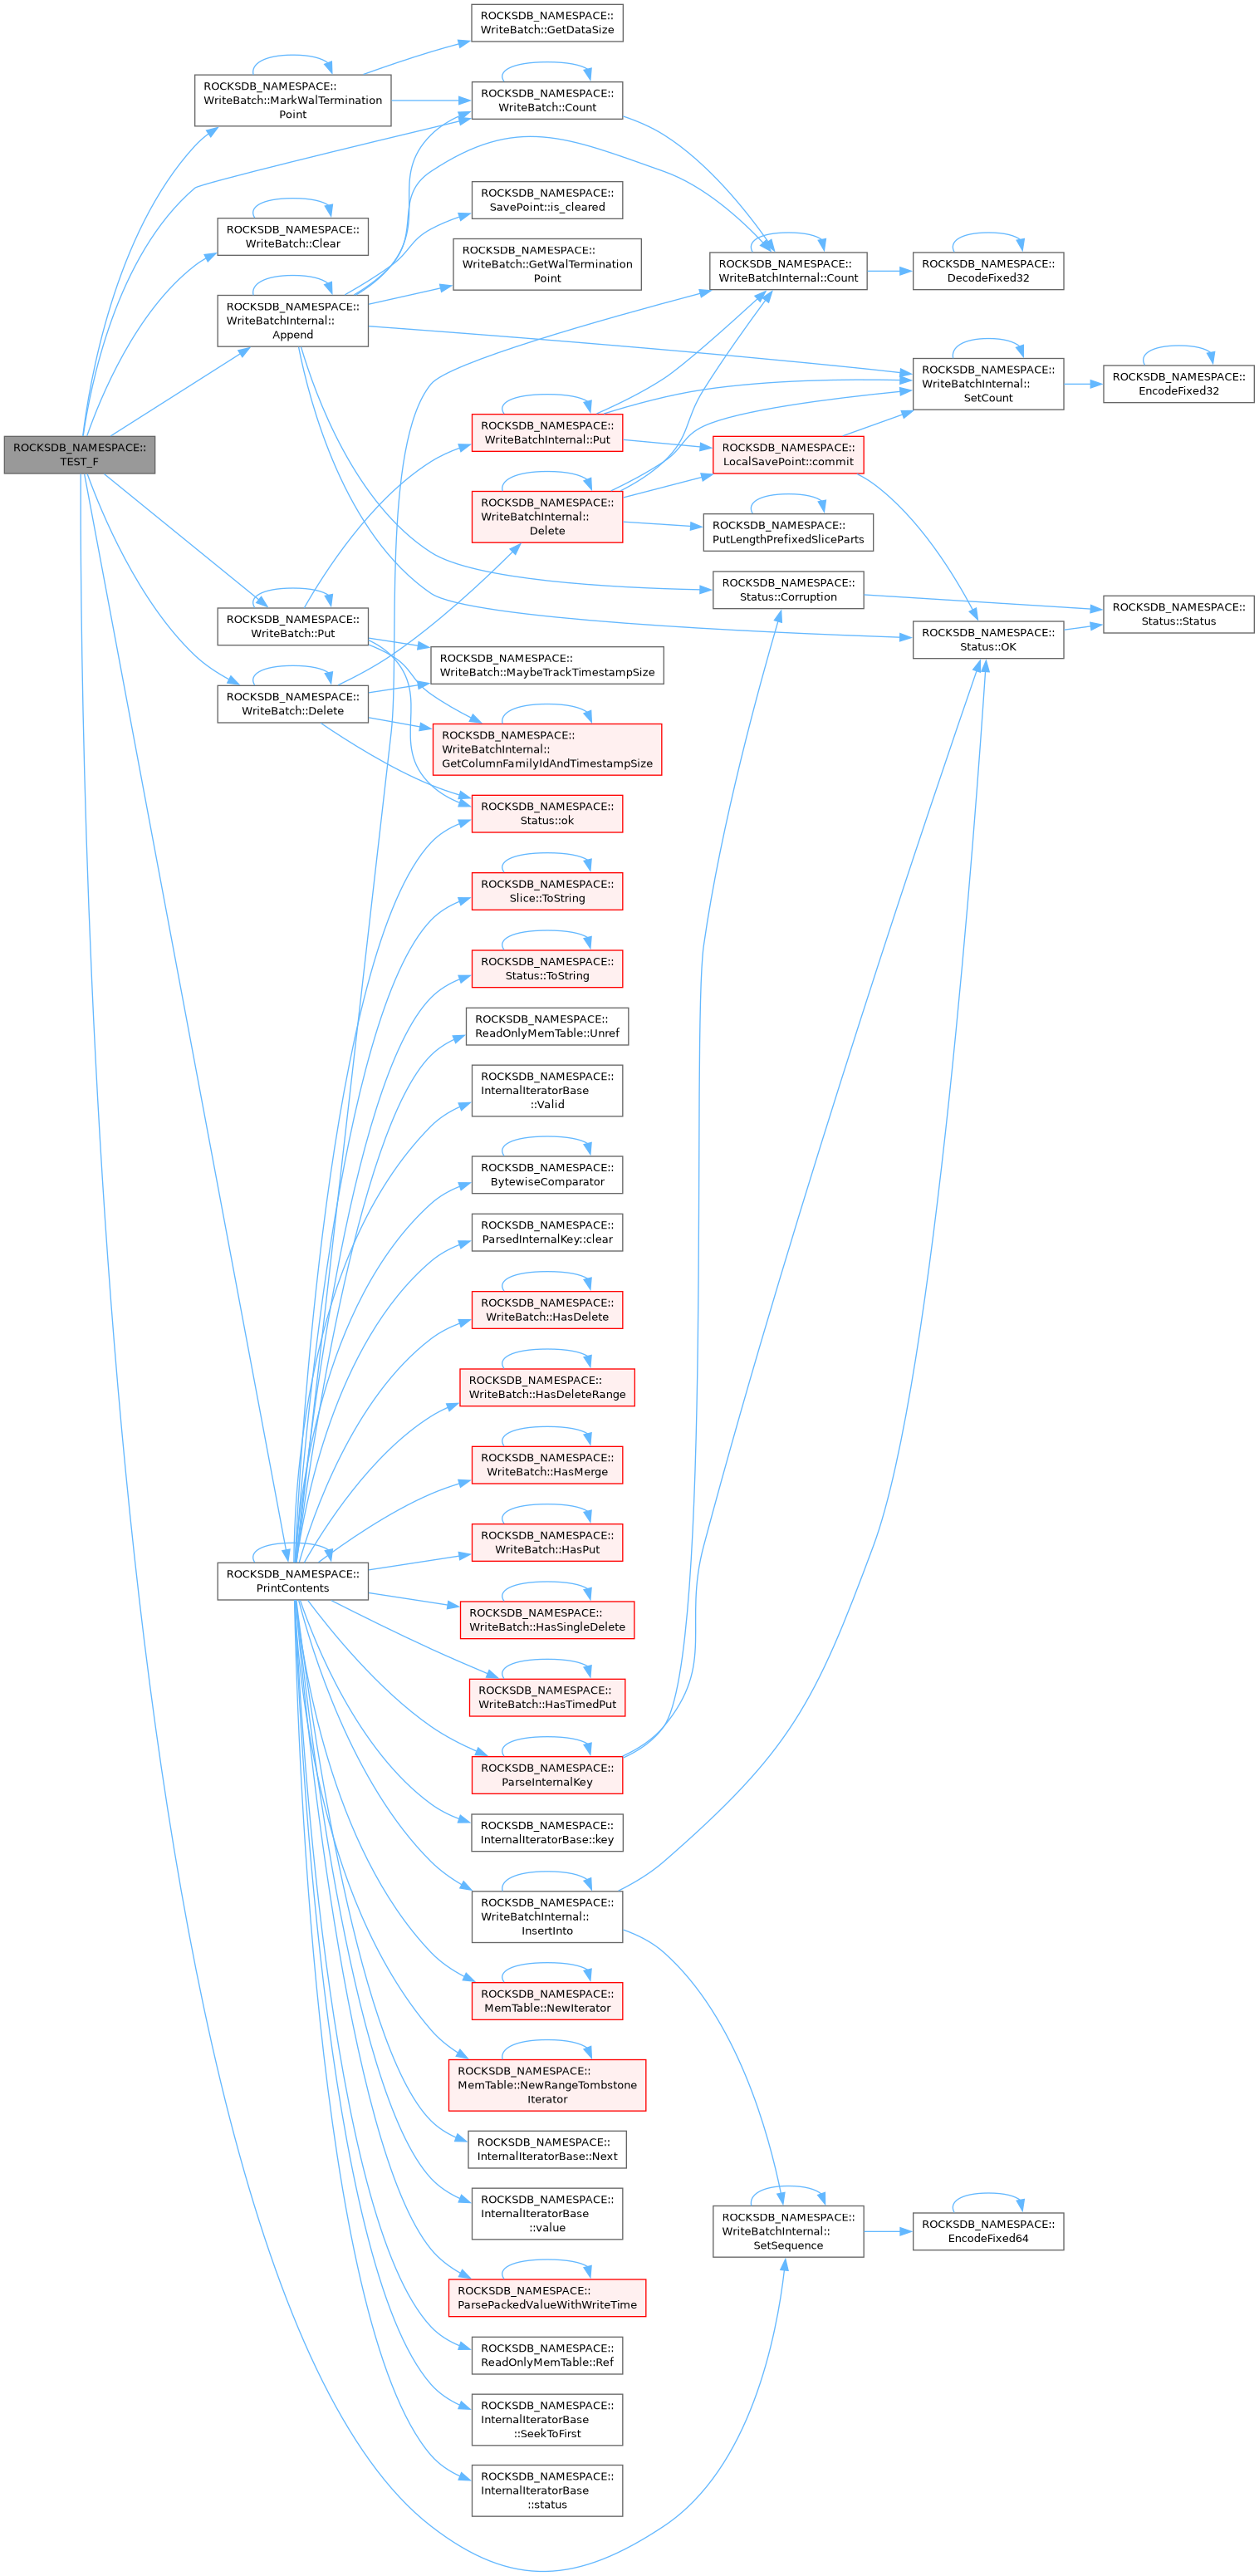 ROCKSDB_NAMESPACE::
WriteBatch::GetDataSize
ROCKSDB_NAMESPACE::
WriteBatch::MarkWalTermination
Point
ROCKSDB_NAMESPACE::
WriteBatch::Count
ROCKSDB_NAMESPACE::
SavePoint::is_cleared
ROCKSDB_NAMESPACE::
WriteBatch::Clear
ROCKSDB_NAMESPACE::
WriteBatch::GetWalTermination
Point
ROCKSDB_NAMESPACE::
WriteBatchInternal::Count
ROCKSDB_NAMESPACE::
DecodeFixed32
ROCKSDB_NAMESPACE::
WriteBatchInternal::
Append
ROCKSDB_NAMESPACE::
WriteBatchInternal::
SetCount
ROCKSDB_NAMESPACE::
EncodeFixed32
ROCKSDB_NAMESPACE::
TEST_F
ROCKSDB_NAMESPACE::
WriteBatchInternal::Put
ROCKSDB_NAMESPACE::
LocalSavePoint::commit
ROCKSDB_NAMESPACE::
WriteBatchInternal::
Delete
ROCKSDB_NAMESPACE::
PutLengthPrefixedSliceParts
ROCKSDB_NAMESPACE::
Status::Corruption
ROCKSDB_NAMESPACE::
Status::Status
ROCKSDB_NAMESPACE::
WriteBatch::Put
ROCKSDB_NAMESPACE::
Status::OK
ROCKSDB_NAMESPACE::
WriteBatch::MaybeTrackTimestampSize
ROCKSDB_NAMESPACE::
WriteBatch::Delete
ROCKSDB_NAMESPACE::
WriteBatchInternal::
GetColumnFamilyIdAndTimestampSize
ROCKSDB_NAMESPACE::
Status::ok
ROCKSDB_NAMESPACE::
Slice::ToString
ROCKSDB_NAMESPACE::
Status::ToString
ROCKSDB_NAMESPACE::
ReadOnlyMemTable::Unref
ROCKSDB_NAMESPACE::
InternalIteratorBase
::Valid
ROCKSDB_NAMESPACE::
BytewiseComparator
ROCKSDB_NAMESPACE::
ParsedInternalKey::clear
ROCKSDB_NAMESPACE::
WriteBatch::HasDelete
ROCKSDB_NAMESPACE::
WriteBatch::HasDeleteRange
ROCKSDB_NAMESPACE::
WriteBatch::HasMerge
ROCKSDB_NAMESPACE::
WriteBatch::HasPut
ROCKSDB_NAMESPACE::
PrintContents
ROCKSDB_NAMESPACE::
WriteBatch::HasSingleDelete
ROCKSDB_NAMESPACE::
WriteBatch::HasTimedPut
ROCKSDB_NAMESPACE::
ParseInternalKey
ROCKSDB_NAMESPACE::
InternalIteratorBase::key
ROCKSDB_NAMESPACE::
WriteBatchInternal::
InsertInto
ROCKSDB_NAMESPACE::
MemTable::NewIterator
ROCKSDB_NAMESPACE::
MemTable::NewRangeTombstone
Iterator
ROCKSDB_NAMESPACE::
InternalIteratorBase::Next
ROCKSDB_NAMESPACE::
InternalIteratorBase
::value
ROCKSDB_NAMESPACE::
WriteBatchInternal::
SetSequence
ROCKSDB_NAMESPACE::
EncodeFixed64
ROCKSDB_NAMESPACE::
ParsePackedValueWithWriteTime
ROCKSDB_NAMESPACE::
ReadOnlyMemTable::Ref
ROCKSDB_NAMESPACE::
InternalIteratorBase
::SeekToFirst
ROCKSDB_NAMESPACE::
InternalIteratorBase
::status